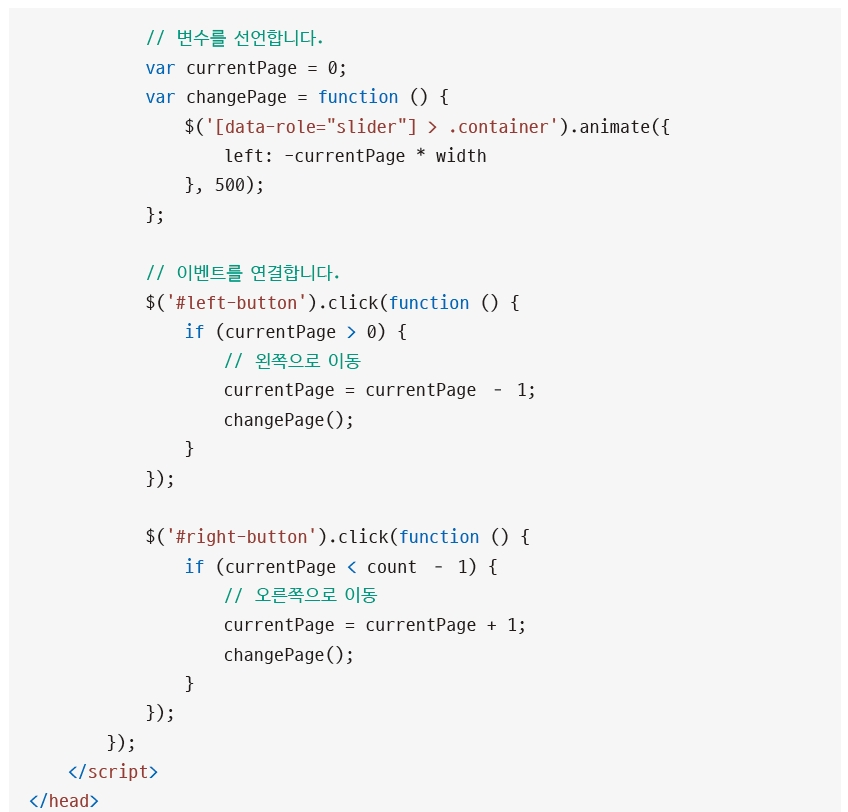 // 변수를 선언합니다.
var currentPage = 0;
var changePage = function () {
$('[data-role="slider"] > .container').animate({
left: -currentPage * width
}, 500);
};
// 이벤트를 연결합니다.
$('#left-button').click(function () {
if (currentPage > 0) {
// 왼쪽으로 이동
currentPage = currentPage - 1;
changePage();
}
});
$('#right-button').click(function () {
if (currentPage < count - 1) {
// 오른쪽으로 이동
currentPage = currentPage + 1;
changePage();
}
});
});
</script>
</head>